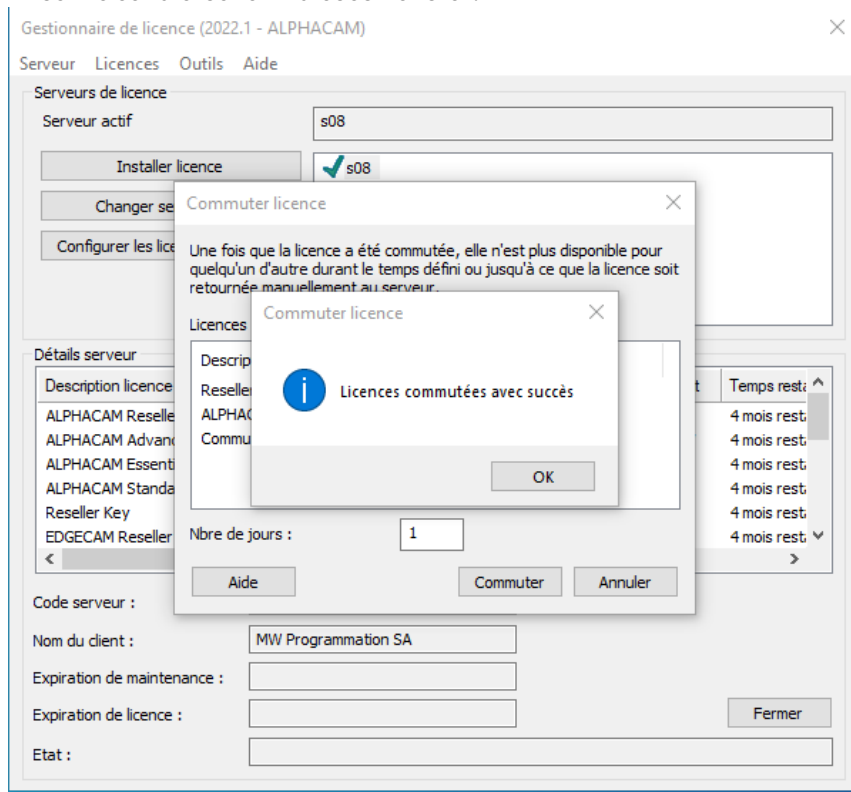 Gestionnaire de licence (2022.1 - ALPHACAM)
Serveur Licences Outils Aide
Serveurs de licence
Serveur actif
s08
Installer licence
s08
Changer se
Configurer les lice
Commuter licence
Une fois que la licence a été commutée, elle n'est plus disponible pour
quelqu'un d'autre durant le temps défini ou jusqu'à ce que la licence soit
retournée manuellement au serveur.
Licences
Descrip
Reselle
ALPHAC
Commu
Commuter licence
Licences commutées avec succès
OK
Nbre de jours :
1
Aide
Commuter
Annuler
Détails serveur
Description licence
t
Temps resta
ALPHACAM Reselle
4 mois resta
ALPHACAM Advanc
4 mois resta
ALPHACAM Essenti
4 mois resta
ALPHACAM Standa
4 mois resta
Reseller Key
4 mois resta
EDGECAM Reseller
4 mois resta
Code serveur :
Nom du client :
MW Programmation SA
Expiration de maintenance :
Expiration de licence :
Fermer
Etat :